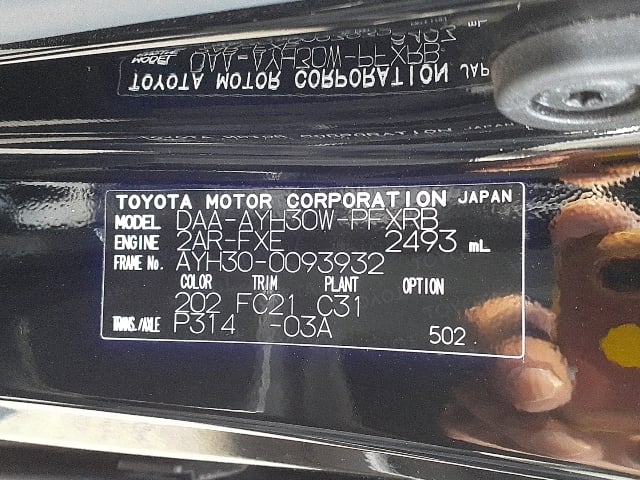 TOYOTA MOTOR CORPORATION JAPAN
MODEL DAA-AYH30W-PFXRB
ENGINE 2AR-FXE 2493 mL
FRAME No. AYH30-0093932
COLOR TRIM PLANT OPTION
202 FC21 C31
TRANS./AXLE P314 -03A 502